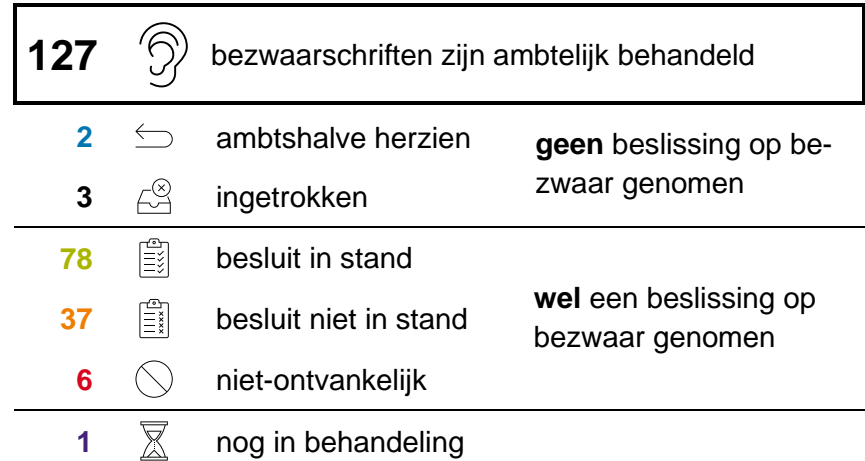 127 bezwaarschriften zijn ambtelijk behandeld
2 ambtshalve herzien
3 ingetrokken
geen beslissing op be-
zwaar genomen
78 besluit in stand
37 besluit niet in stand
6 niet-ontvankelijk
wel een beslissing op
bezwaar genomen
1 nog in behandeling